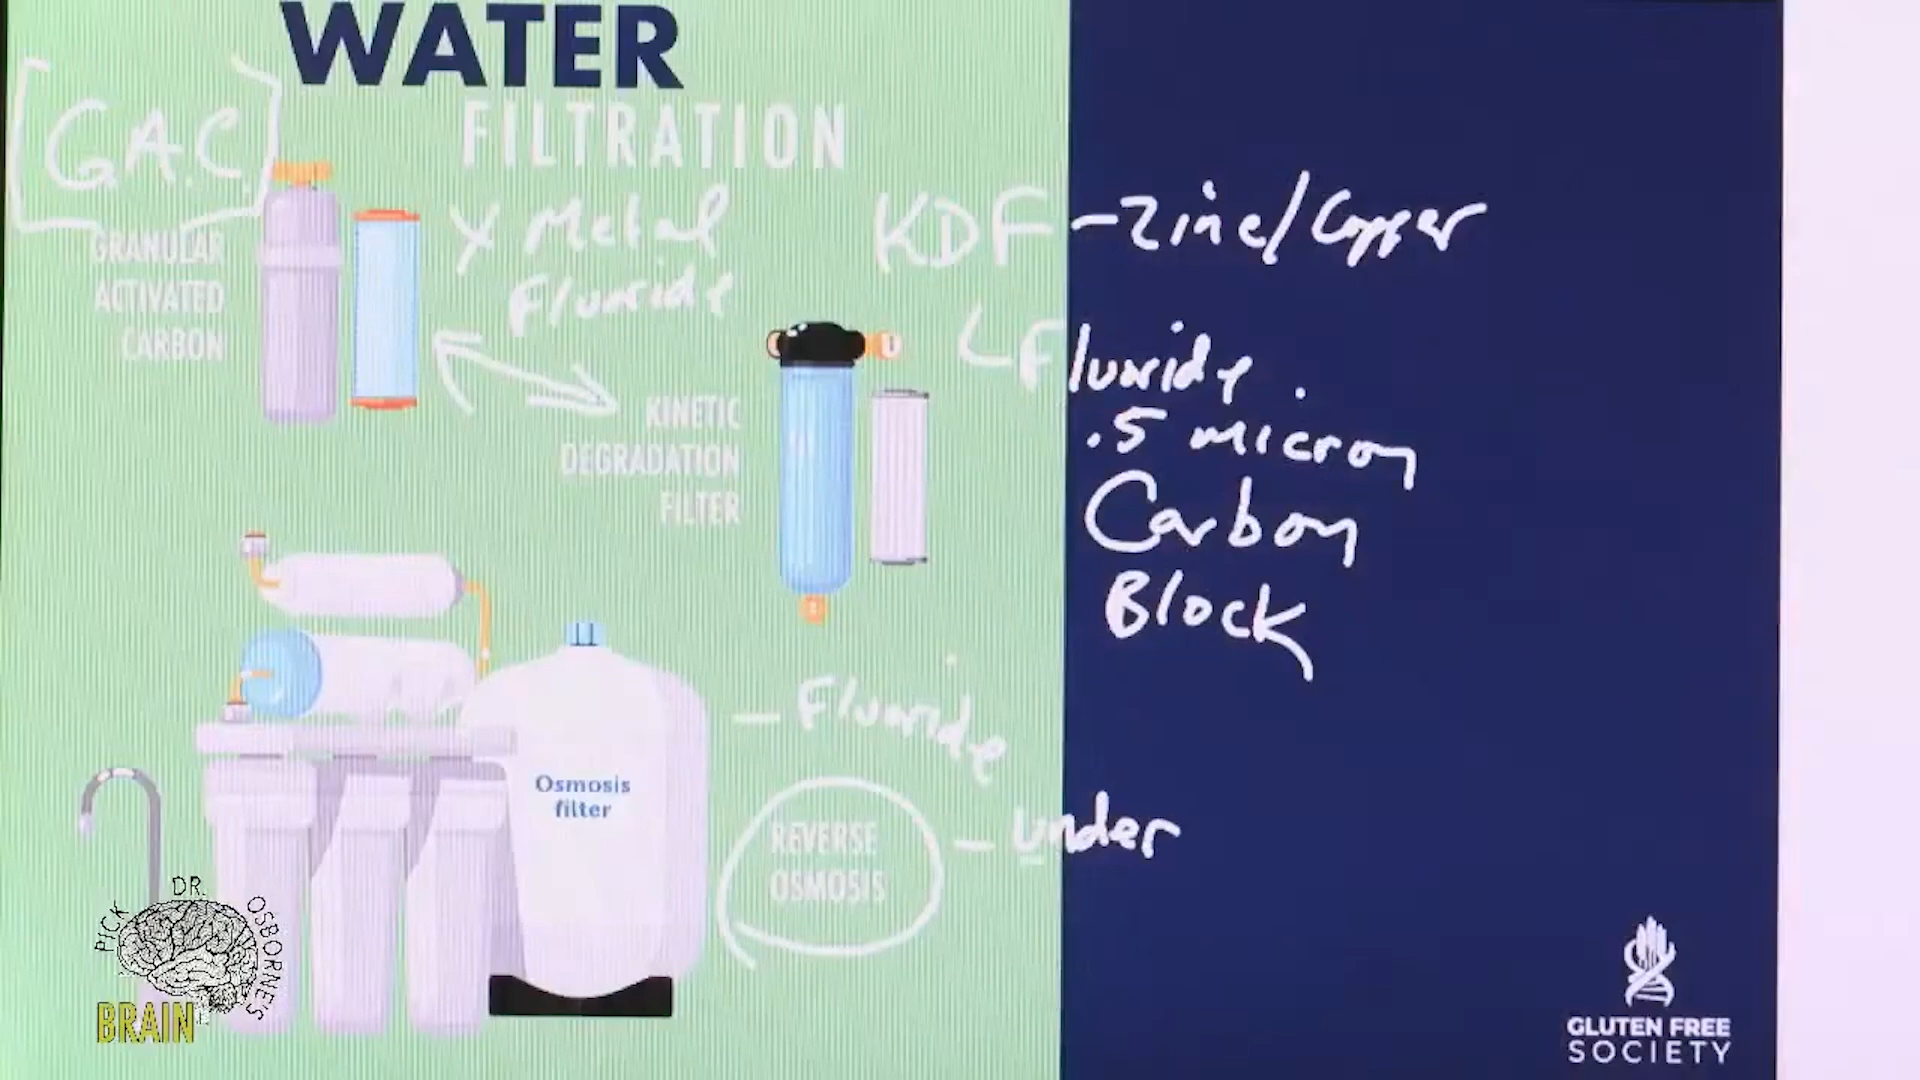 WATER
FILTRATION
G.A.C.
GRANULAR
ACTIVATED
CARBON
X Metal
Fluoride
KDF - Zinc/Copper
Fluoride
.5 micron
Carbon
Block
KINETIC
DEGRADATION
FILTER
Osmosis
filter
- Fluoride
REVERSE
OSMOSIS
- under
PICK
DR.
OSBORNE'S
BRAIN
GLUTEN FREE
SOCIETY